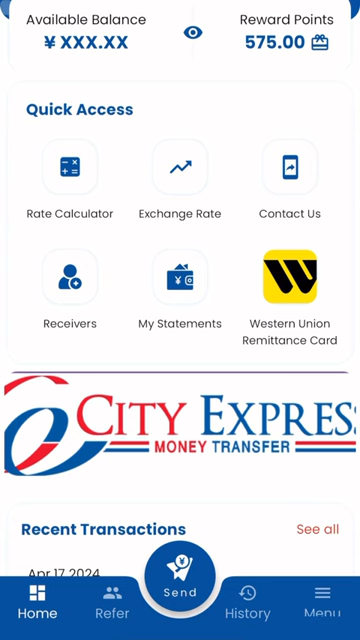 Available Balance
Reward Points
¥ XXX.XX
575.00
Quick Access
Rate Calculator
Exchange Rate
Contact Us
Receivers
My Statements
Western Union
Remittance Card
CITY EXPRES
MONEY TRANSFER
Recent Transactions
See all
Apr 17 2024
Send
Home
Refer
History
Menu